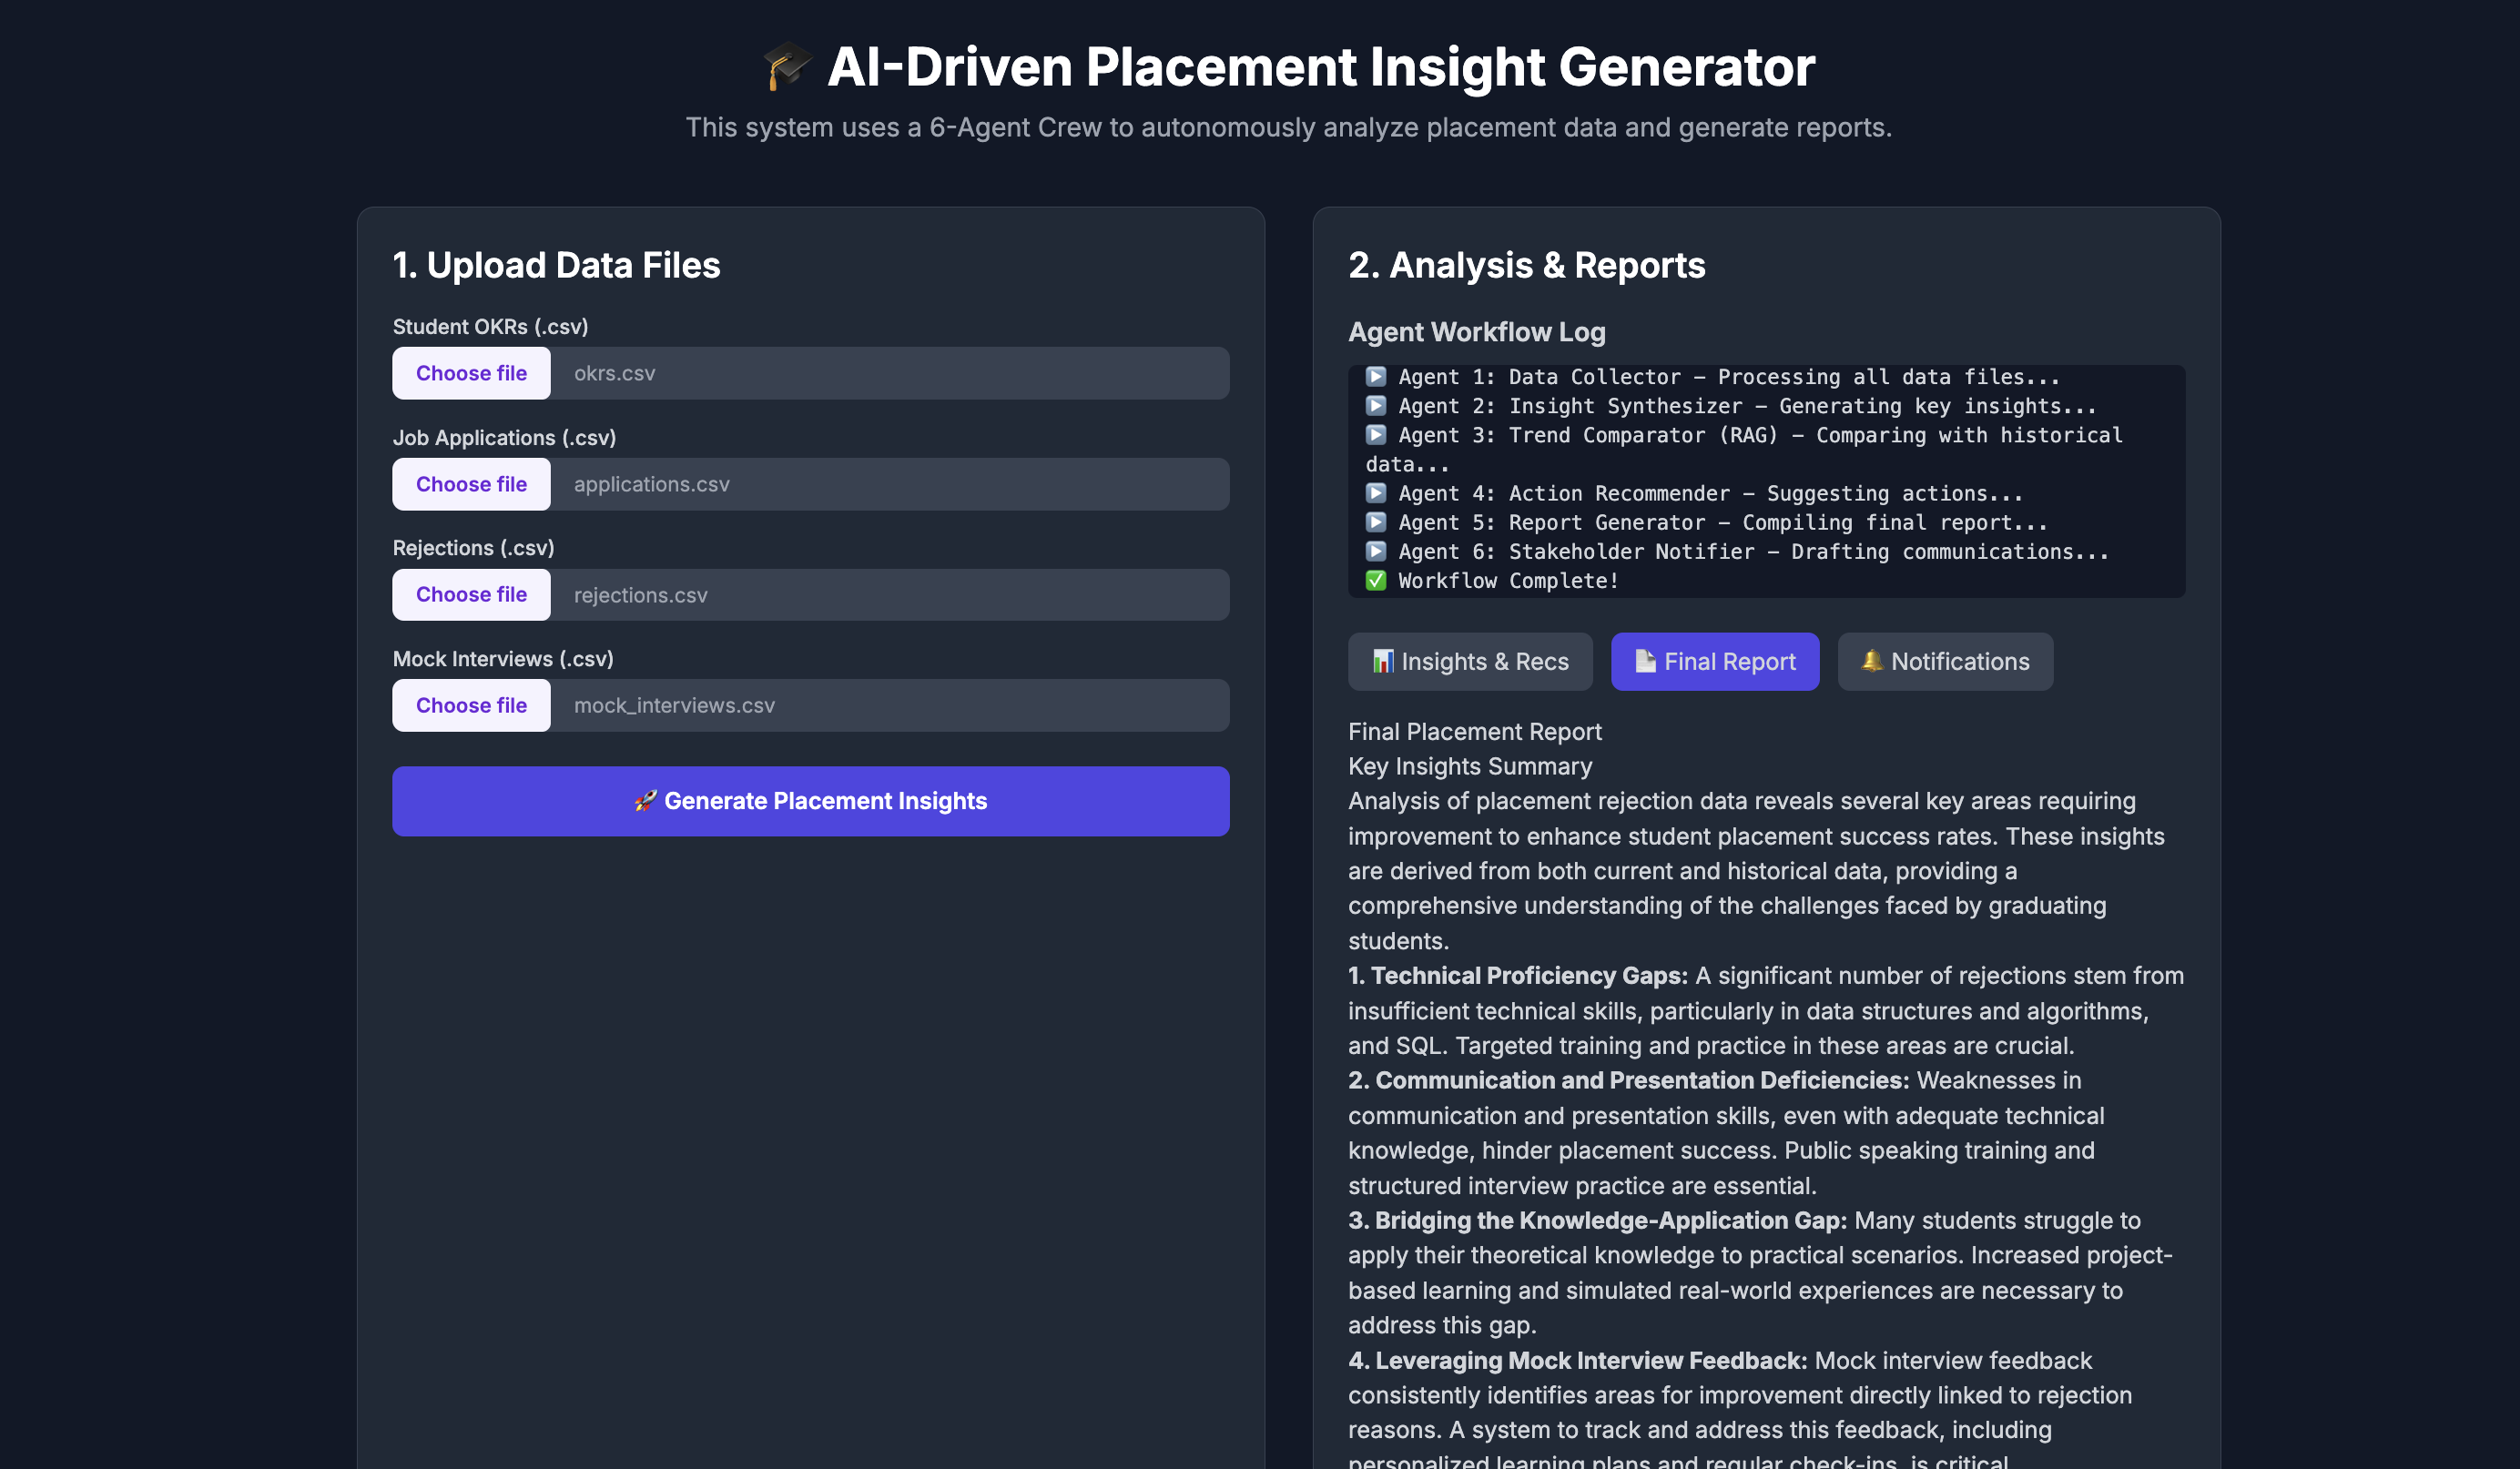 🎓 AI-Driven Placement Insight Generator
This system uses a 6-Agent Crew to autonomously analyze placement data and generate reports.
1. Upload Data Files
Student OKRs (.csv)
Choose file okrs.csv
Job Applications (.csv)
Choose file applications.csv
Rejections (.csv)
Choose file rejections.csv
Mock Interviews (.csv)
Choose file mock_interviews.csv
🚀 Generate Placement Insights
2. Analysis & Reports
Agent Workflow Log
▶️ Agent 1: Data Collector – Processing all data files...
▶️ Agent 2: Insight Synthesizer – Generating key insights...
▶️ Agent 3: Trend Comparator (RAG) – Comparing with historical
data...
▶️ Agent 4: Action Recommender – Suggesting actions...
▶️ Agent 5: Report Generator – Compiling final report...
▶️ Agent 6: Stakeholder Notifier – Drafting communications...
✅ Workflow Complete!
📊 Insights & Recs 📄 Final Report 🔔 Notifications
Final Placement Report
Key Insights Summary
Analysis of placement rejection data reveals several key areas requiring
improvement to enhance student placement success rates. These insights
are derived from both current and historical data, providing a
comprehensive understanding of the challenges faced by graduating
students.
1. Technical Proficiency Gaps: A significant number of rejections stem from
insufficient technical skills, particularly in data structures and algorithms,
and SQL. Targeted training and practice in these areas are crucial.
2. Communication and Presentation Deficiencies: Weaknesses in
communication and presentation skills, even with adequate technical
knowledge, hinder placement success. Public speaking training and
structured interview practice are essential.
3. Bridging the Knowledge-Application Gap: Many students struggle to
apply their theoretical knowledge to practical scenarios. Increased project-
based learning and simulated real-world experiences are necessary to
address this gap.
4. Leveraging Mock Interview Feedback: Mock interview feedback
consistently identifies areas for improvement directly linked to rejection
reasons. A system to track and address this feedback, including
personalized learning plans and regular check-ins, is critical.